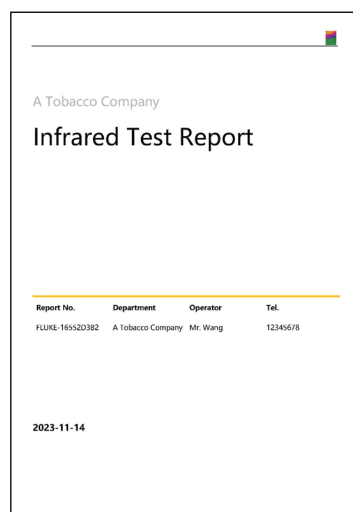 A Tobacco Company
Infrared Test Report
Report No. Department Operator Tel.
FLUKE-16552D3B2 A Tobacco Company Mr. Wang 12345678
2023-11-14